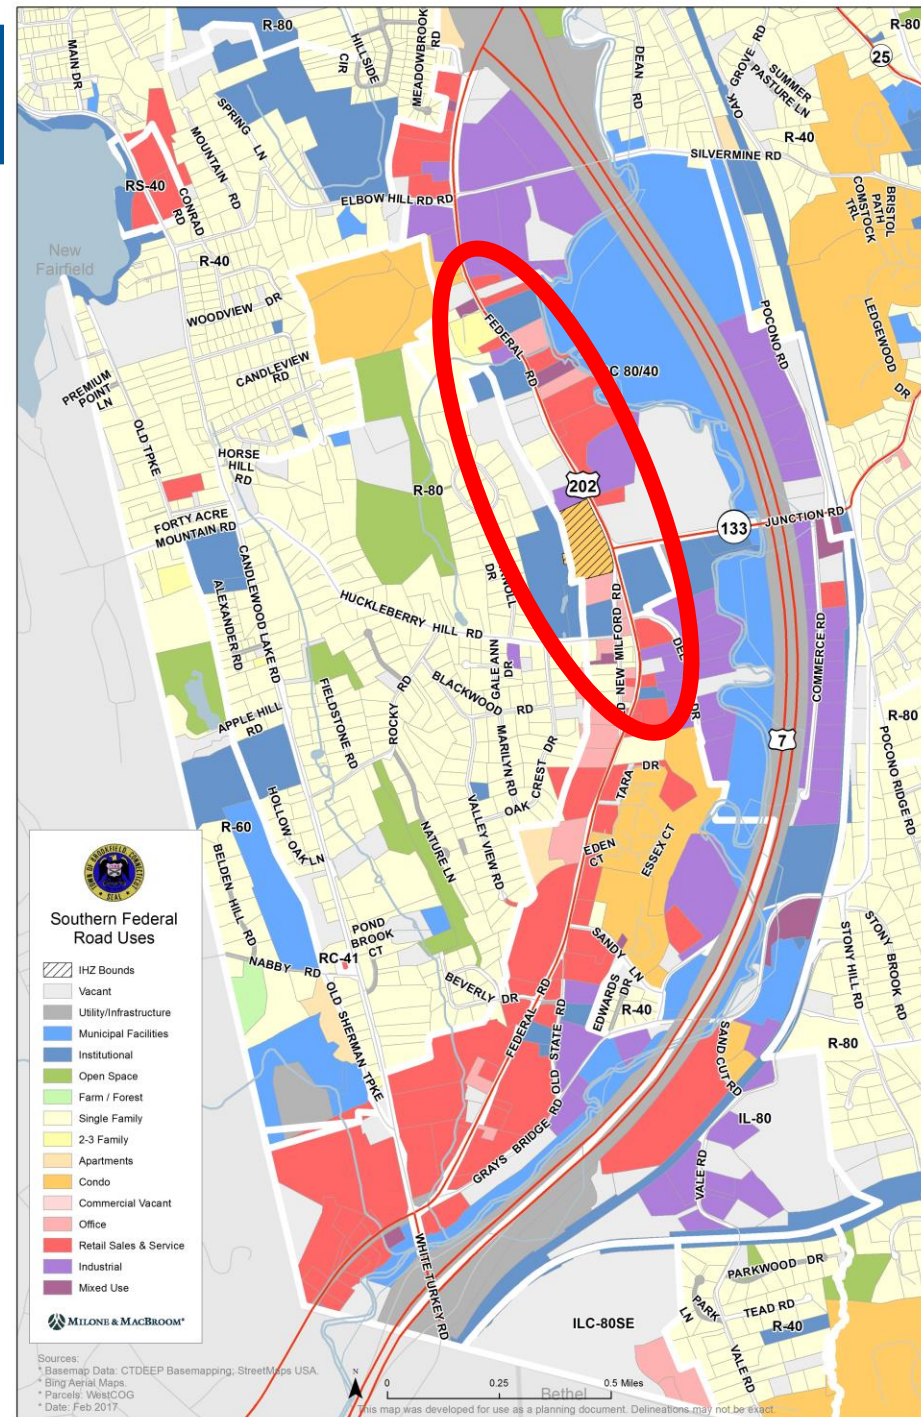 R-80
R-80
MAIN DR
HILLSIDE
CIR
MEADOWBROOK
RD
DEAN RD
OAK GROVE RD
SUMMER
PASTURE LN
25
SPRING LN
MOUNTAIN RD
R-40
SILVERMINE RD
RS-40
CONRAD
RD
ELBOW HILL RD RD
BRISTOL
PATH
COMSTOCK
TRL
New
Fairfield
R-40
WOODVIEW DR
FEDERAL RD
POCONO RD
LEDGEWOOD DR
CANDLEVIEW
RD
C 80/40
PREMIUM
POINT
LN
OLD TPKE
HORSE
HILL
RD
R-80
202
FORTY ACRE
MOUNTAIN RD
133
JUNCTION RD
CANDLEWOOD LAKE RD
ALEXANDER RD
DR
HUCKLEBERRY HILL RD
GALE ANN
DR
NEW MILFORD RD
DR
COMMERCE RD
FIELDSTONE RD
ROCKY RD
BLACKWOOD RD
MARILYN RD
APPLE HILL
RD
R-80
7
POCONO RIDGE RD
OAK CREST DR
TARA DR
HOLLOW OAK LN
R-60
VALLEY VIEW RD
NATURE LN
EDEN
CT
ESSEX CT
BELDEN HILL RD
POND
BROOK
CT
SANDY LN
STONY HILL RD
STONY BROOK RD
RC-41
NABBY RD
BEVERLY DR
FEDERAL RD
OLD STATE RD
EDWARDS
DR
R-40
OLD SHERMAN TPKE
SAND CUT RD
R-80
IL-80
GRAYS BRIDGE RD
VALE RD
WHITE TURKEY RD
PARKWOOD DR
PARK
LN
TEAD RD
R-40
ILC-80SE
VALE RD
TOWN OF BROOKFIELD, CONNECTICUT
SEAL
Southern Federal
Road Uses
IHZ Bounds
Vacant
Utility/Infrastructure
Municipal Facilities
Institutional
Open Space
Farm / Forest
Single Family
2-3 Family
Apartments
Condo
Commercial Vacant
Office
Retail Sales & Service
Industrial
Mixed Use
MILONE & MACBROOM®
Sources:
* Basemap Data: CTDEEP Basemapping; StreetMaps USA.
* Bing Aerial Maps.
* Parcels: WestCOG
* Date: Feb 2017
N
0 0.25 0.5 Miles
Bethel
This map was developed for use as a planning document. Delineations may not be exact.